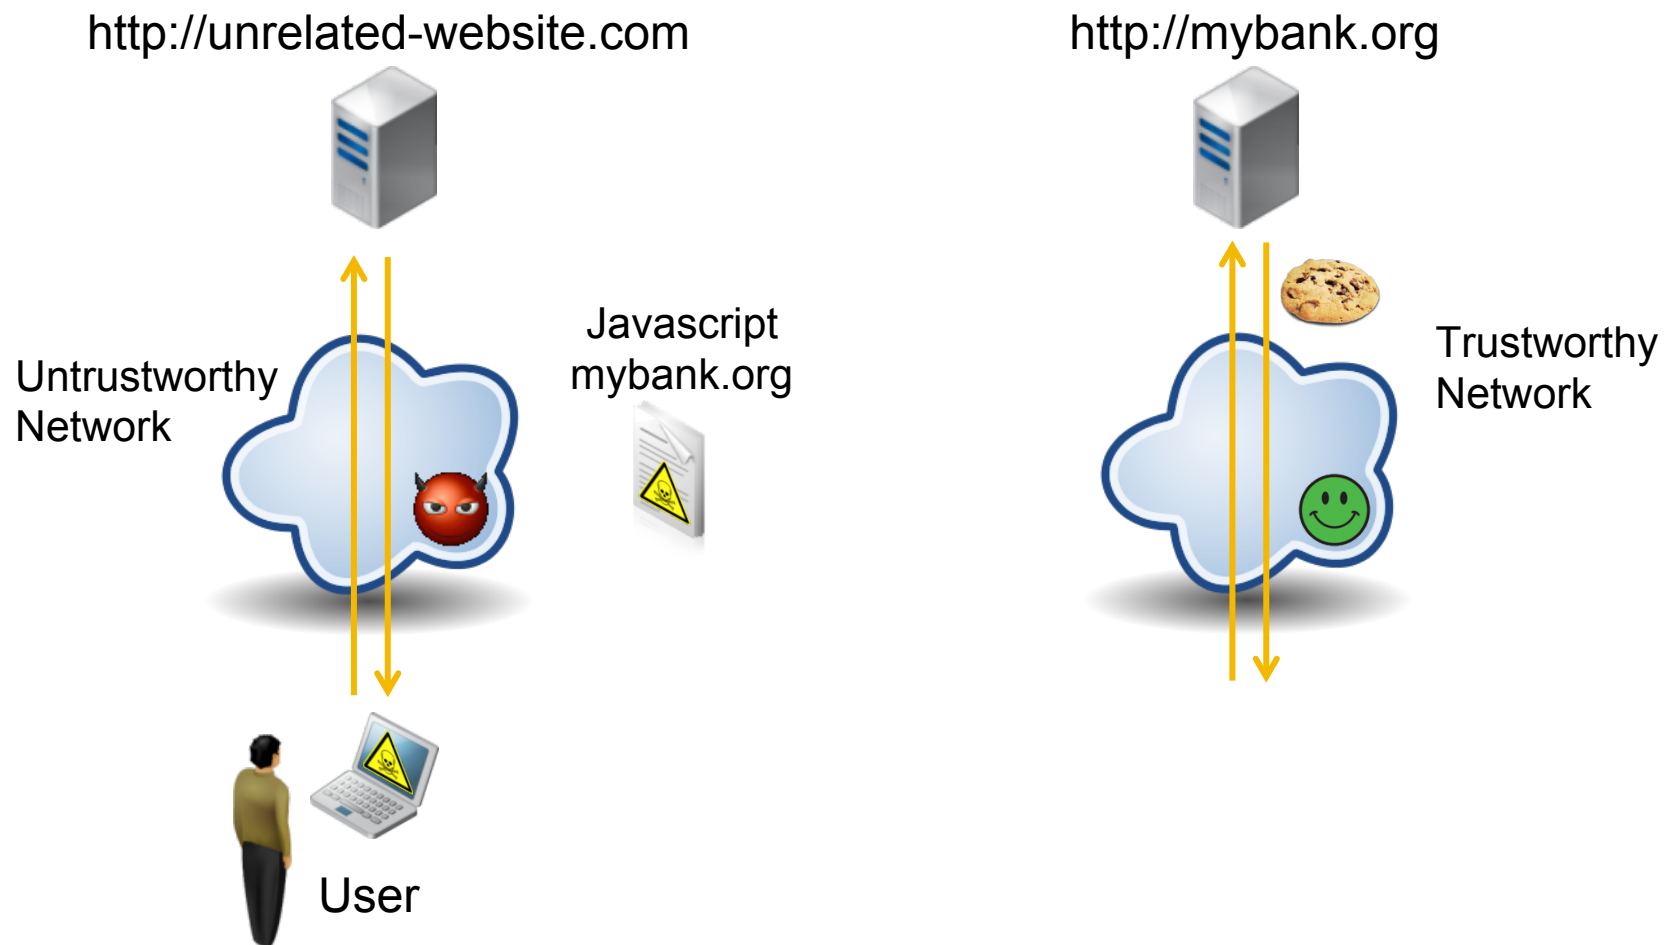 http://unrelated-website.com
http://mybank.org
Untrustworthy
Network
Javascript
mybank.org
Trustworthy
Network
User